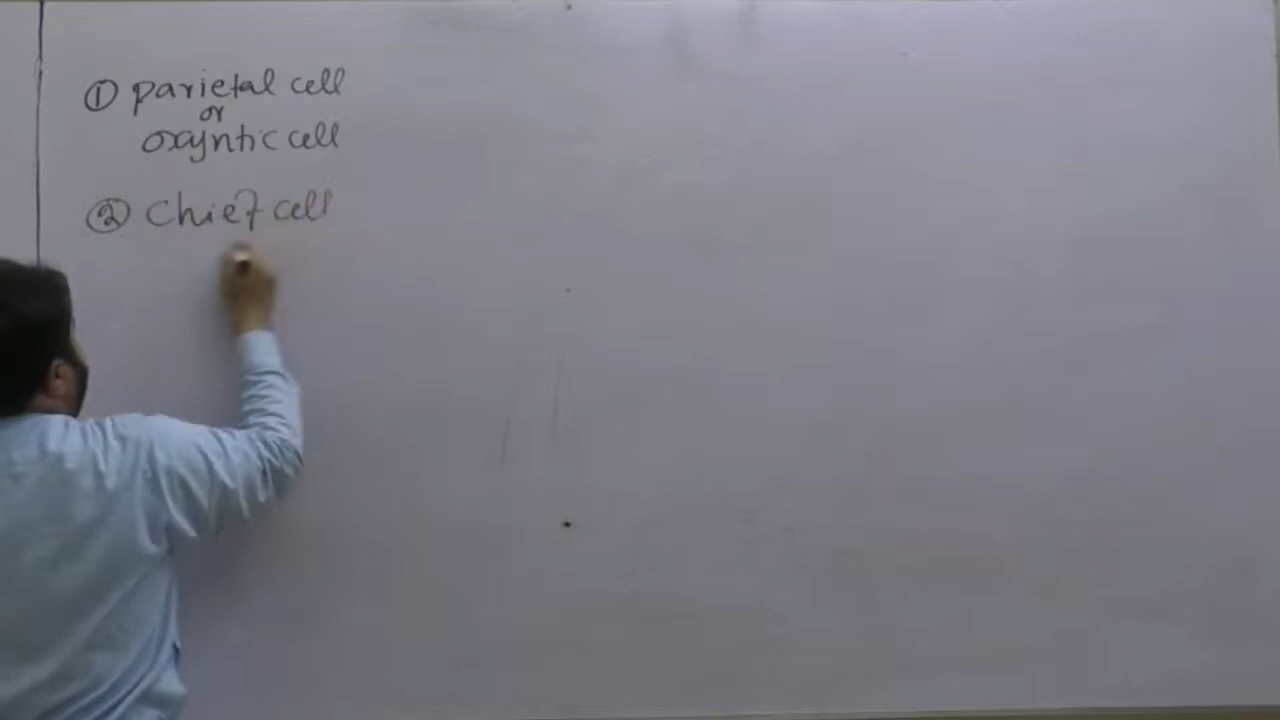 ① parietal cell
or
oxyntic cell
② Chief cell